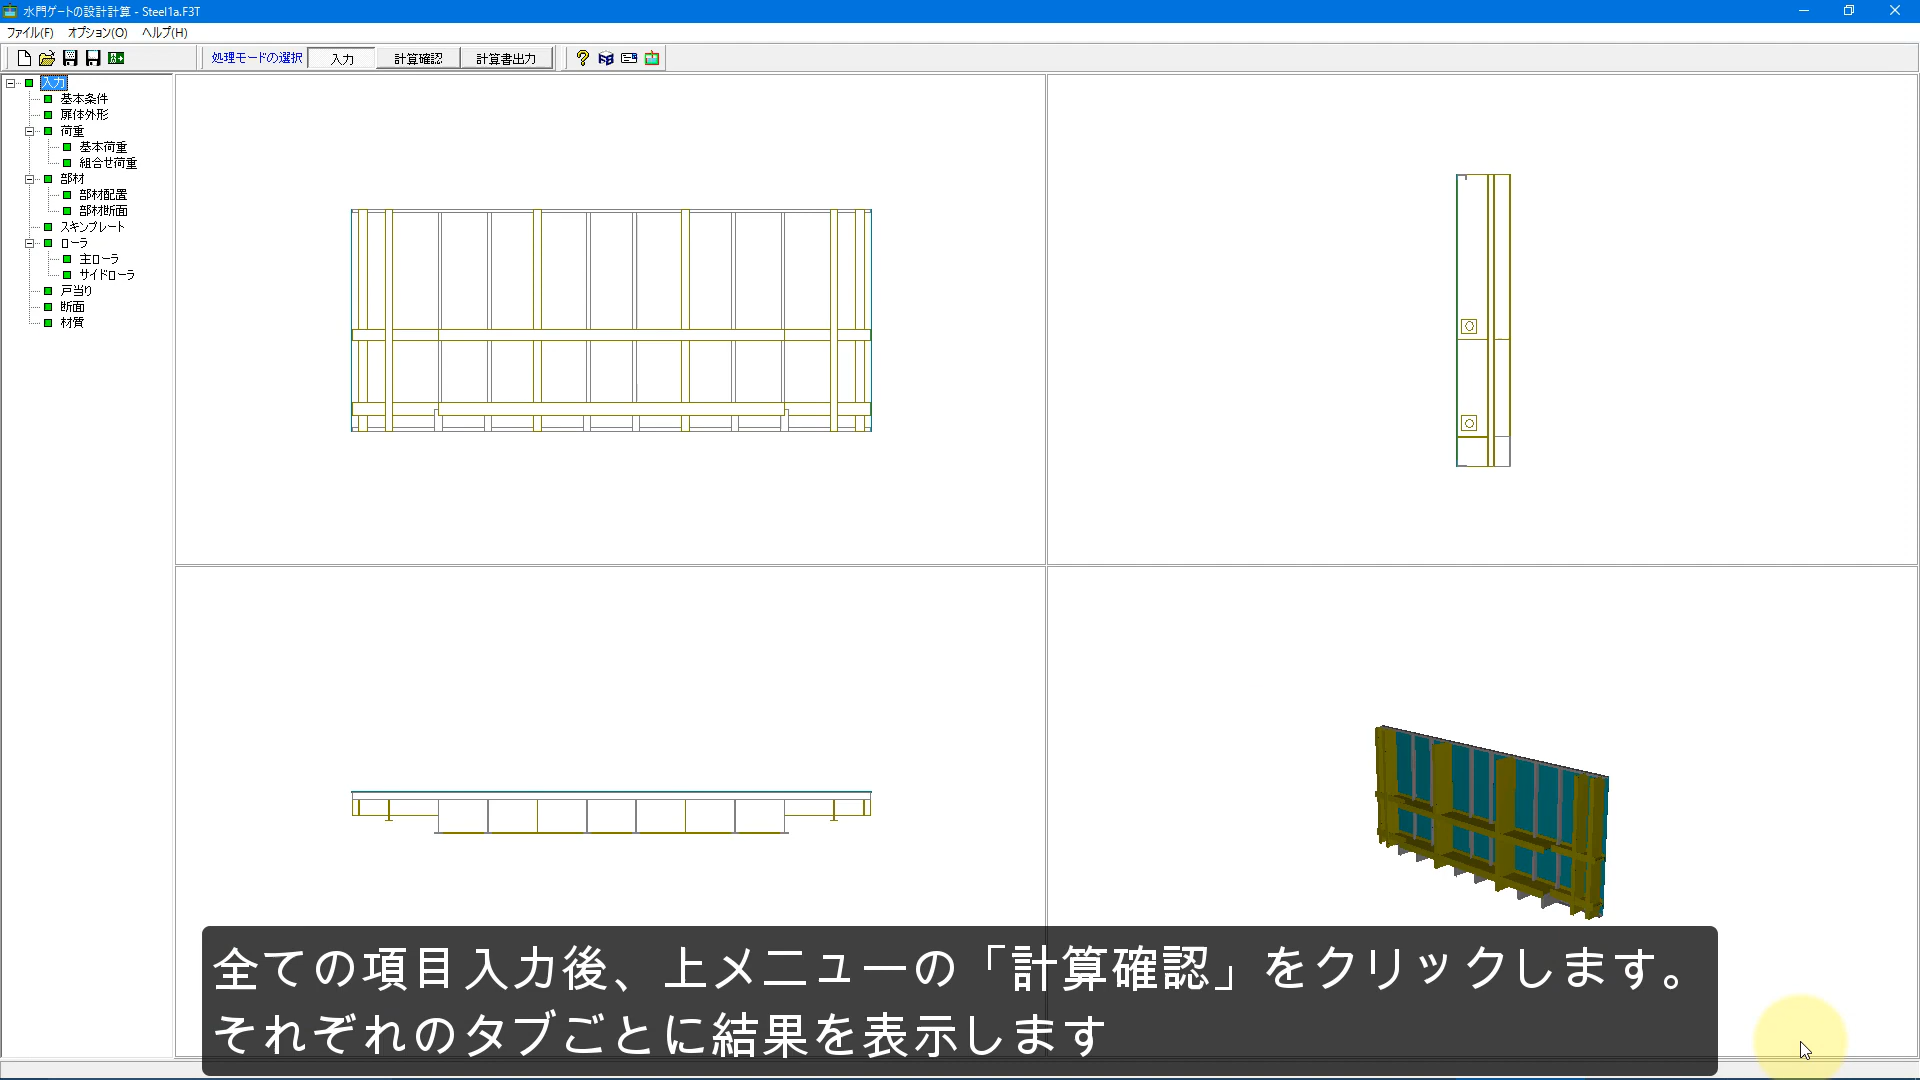 水門ゲートの設計計算 - Steel1a.F3T
ファイル(F) オプション(O) ヘルプ(H)
処理モードの選択 入力 計算確認 計算書出力
入力
基本条件
扉体外形
荷重
基本荷重
組合せ荷重
部材
部材配置
部材断面
スキンプレート
ローラ
主ローラ
サイドローラ
戸当り
断面
材質
全ての項目入力後、上メニューの「計算確認」をクリックします。
それぞれのタブごとに結果を表示します